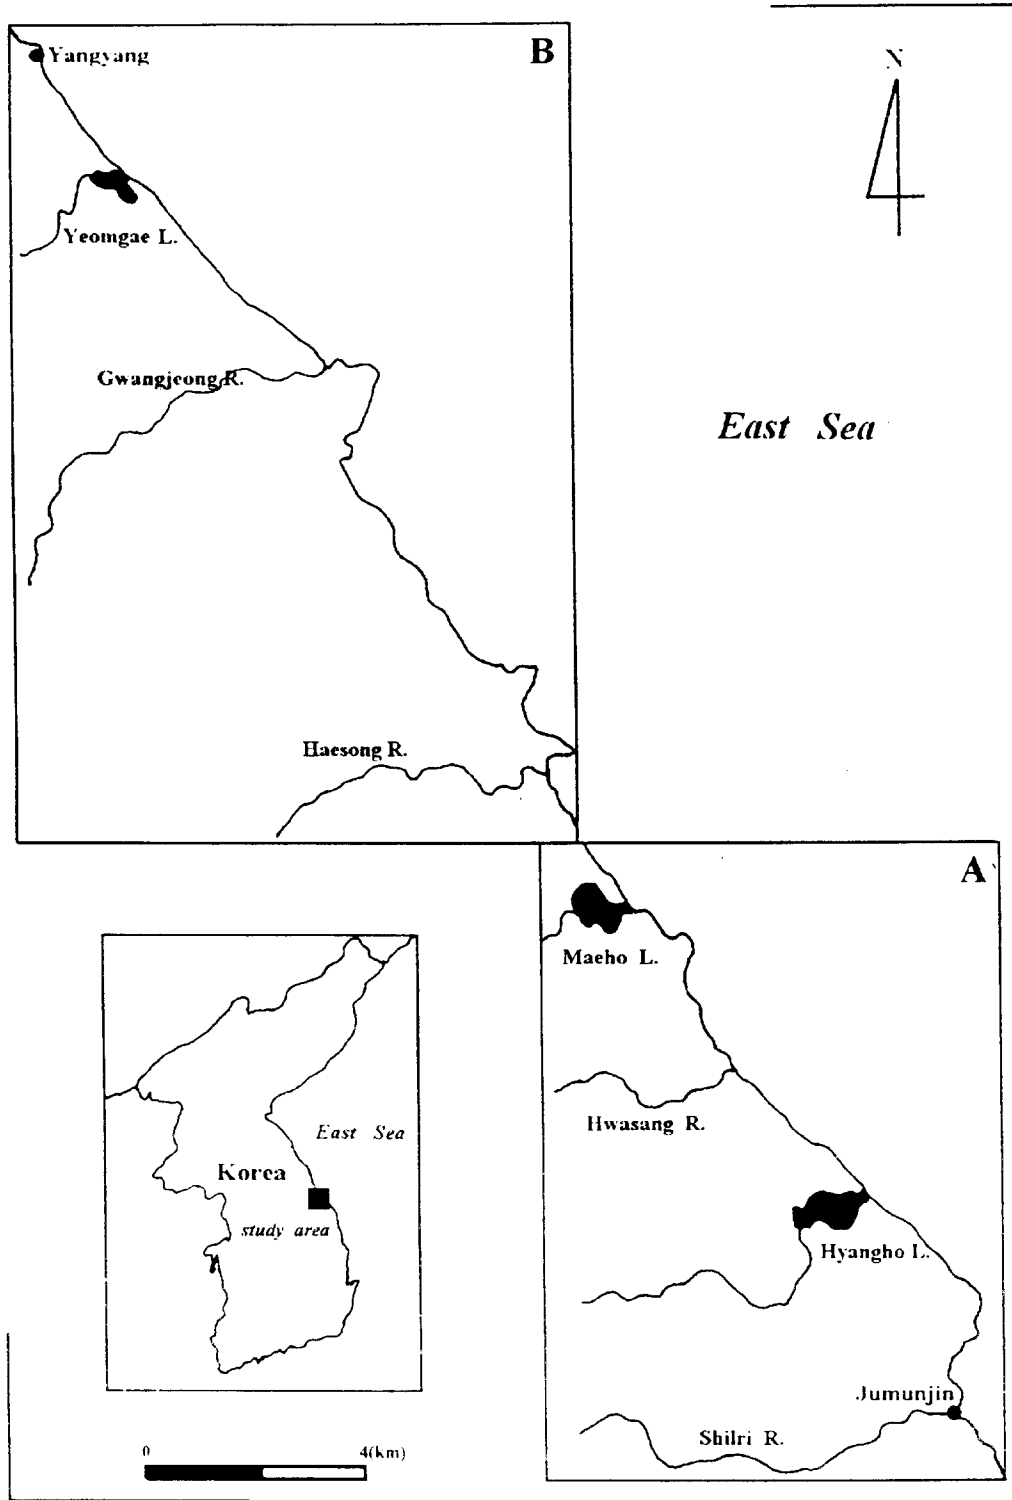 B
Yangyang
N
Yeomgae L.
Gwangjeong R.
East Sea
Haesong R.
A
Maeho L.
Hwasang R.
East Sea
Korea
study area
Hyangho L.
Jumunjin
Shilri R.
0 4(km)